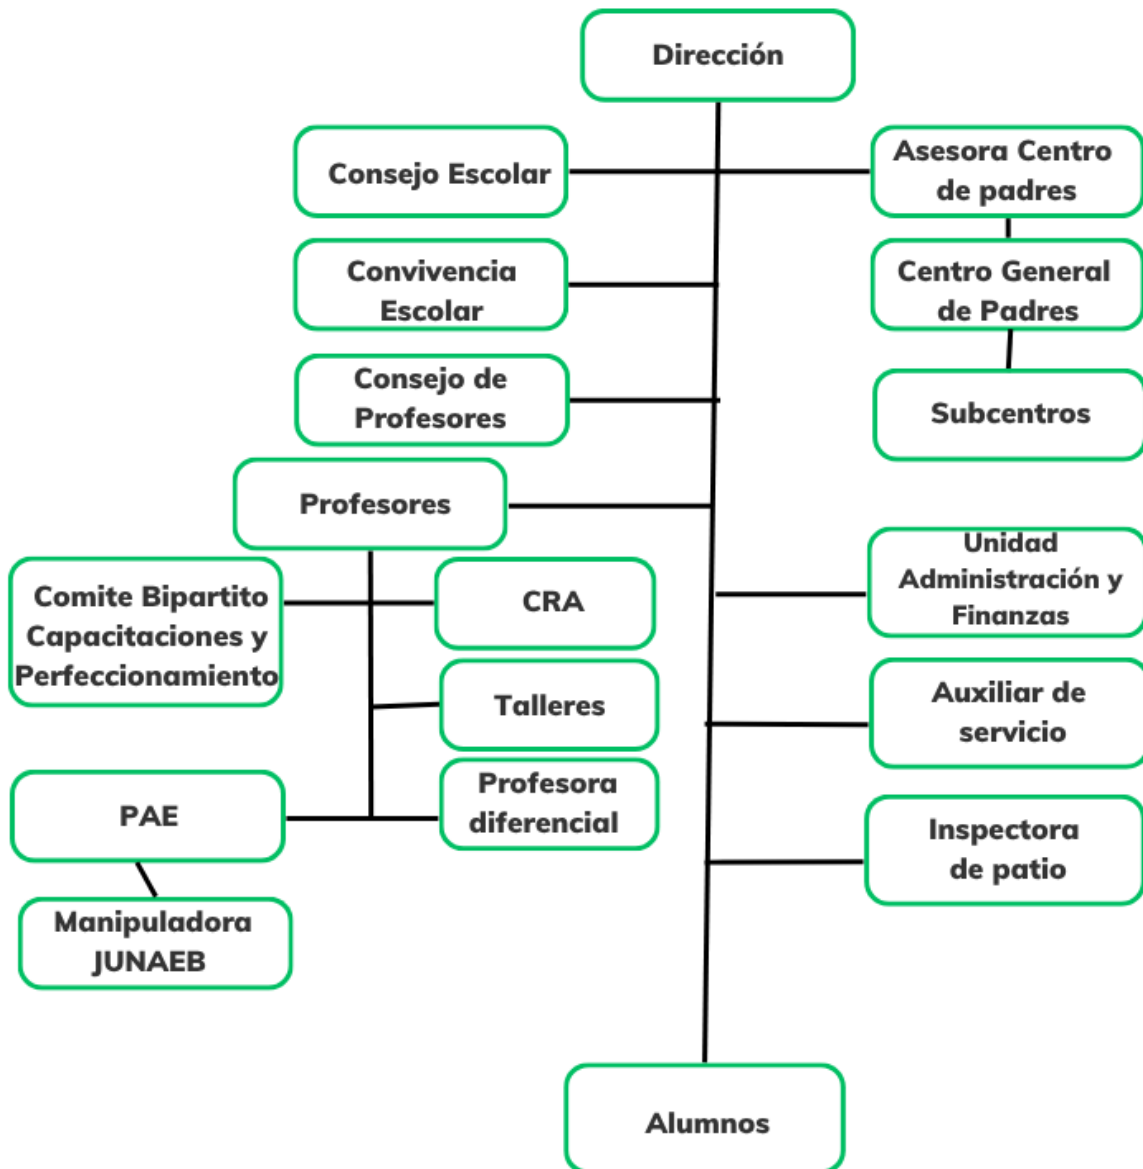 Dirección
Consejo Escolar
Asesora Centro
de padres
Convivencia
Escolar
Centro General
de Padres
Consejo de
Profesores
Subcentros
Profesores
Unidad
Administración y
Finanzas
Comite Bipartito
Capacitaciones y
Perfeccionamiento
CRA
Talleres
Auxiliar de
servicio
PAE
Profesora
diferencial
Inspectora
de patio
Manipuladora
JUNAEB
Alumnos